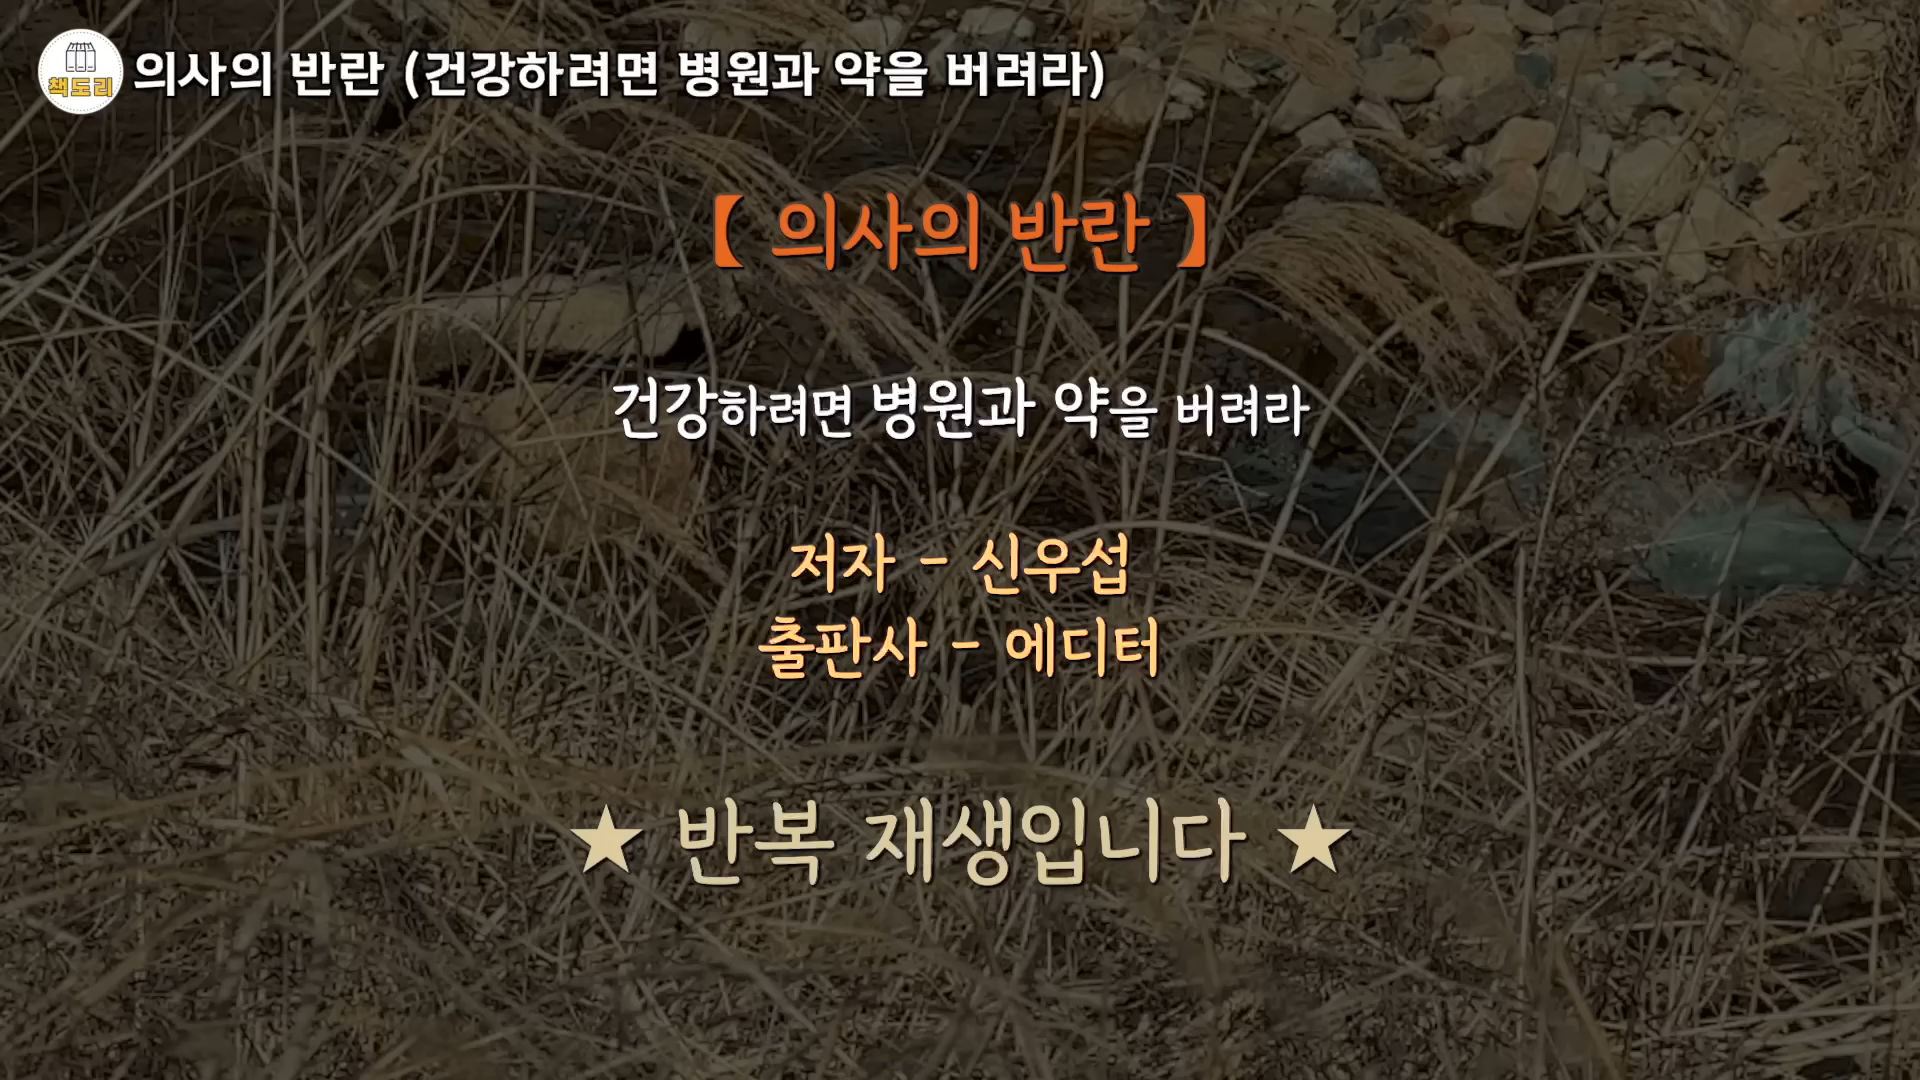 책도리
의사의 반란 (건강하려면 병원과 약을 버려라)
【 의사의 반란 】
건강하려면 병원과 약을 버려라
저자 - 신우섭
출판사 - 에디터
★ 반복 재생입니다 ★